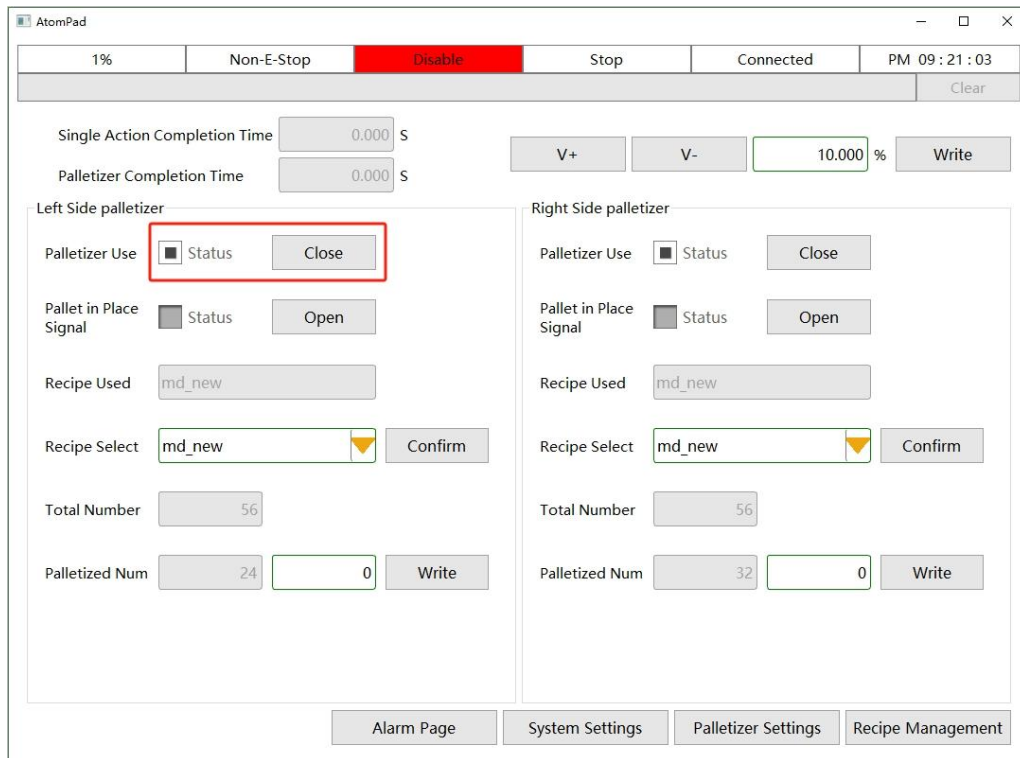 AtomPad
1% Non-E-Stop Disable Stop Connected PM 09 : 21 : 03
Clear
Single Action Completion Time 0.000 S
V+ V- 10.000 % Write
Palletizer Completion Time 0.000 S
Left Side palletizer
Palletizer Use Status Close
Pallet in Place
Signal
Status Open
Recipe Used md_new
Recipe Select md_new Confirm
Total Number 56
Palletized Num 24 0 Write
Right Side palletizer
Palletizer Use Status Close
Pallet in Place
Signal
Status Open
Recipe Used md_new
Recipe Select md_new Confirm
Total Number 56
Palletized Num 32 0 Write
Alarm Page System Settings Palletizer Settings Recipe Management